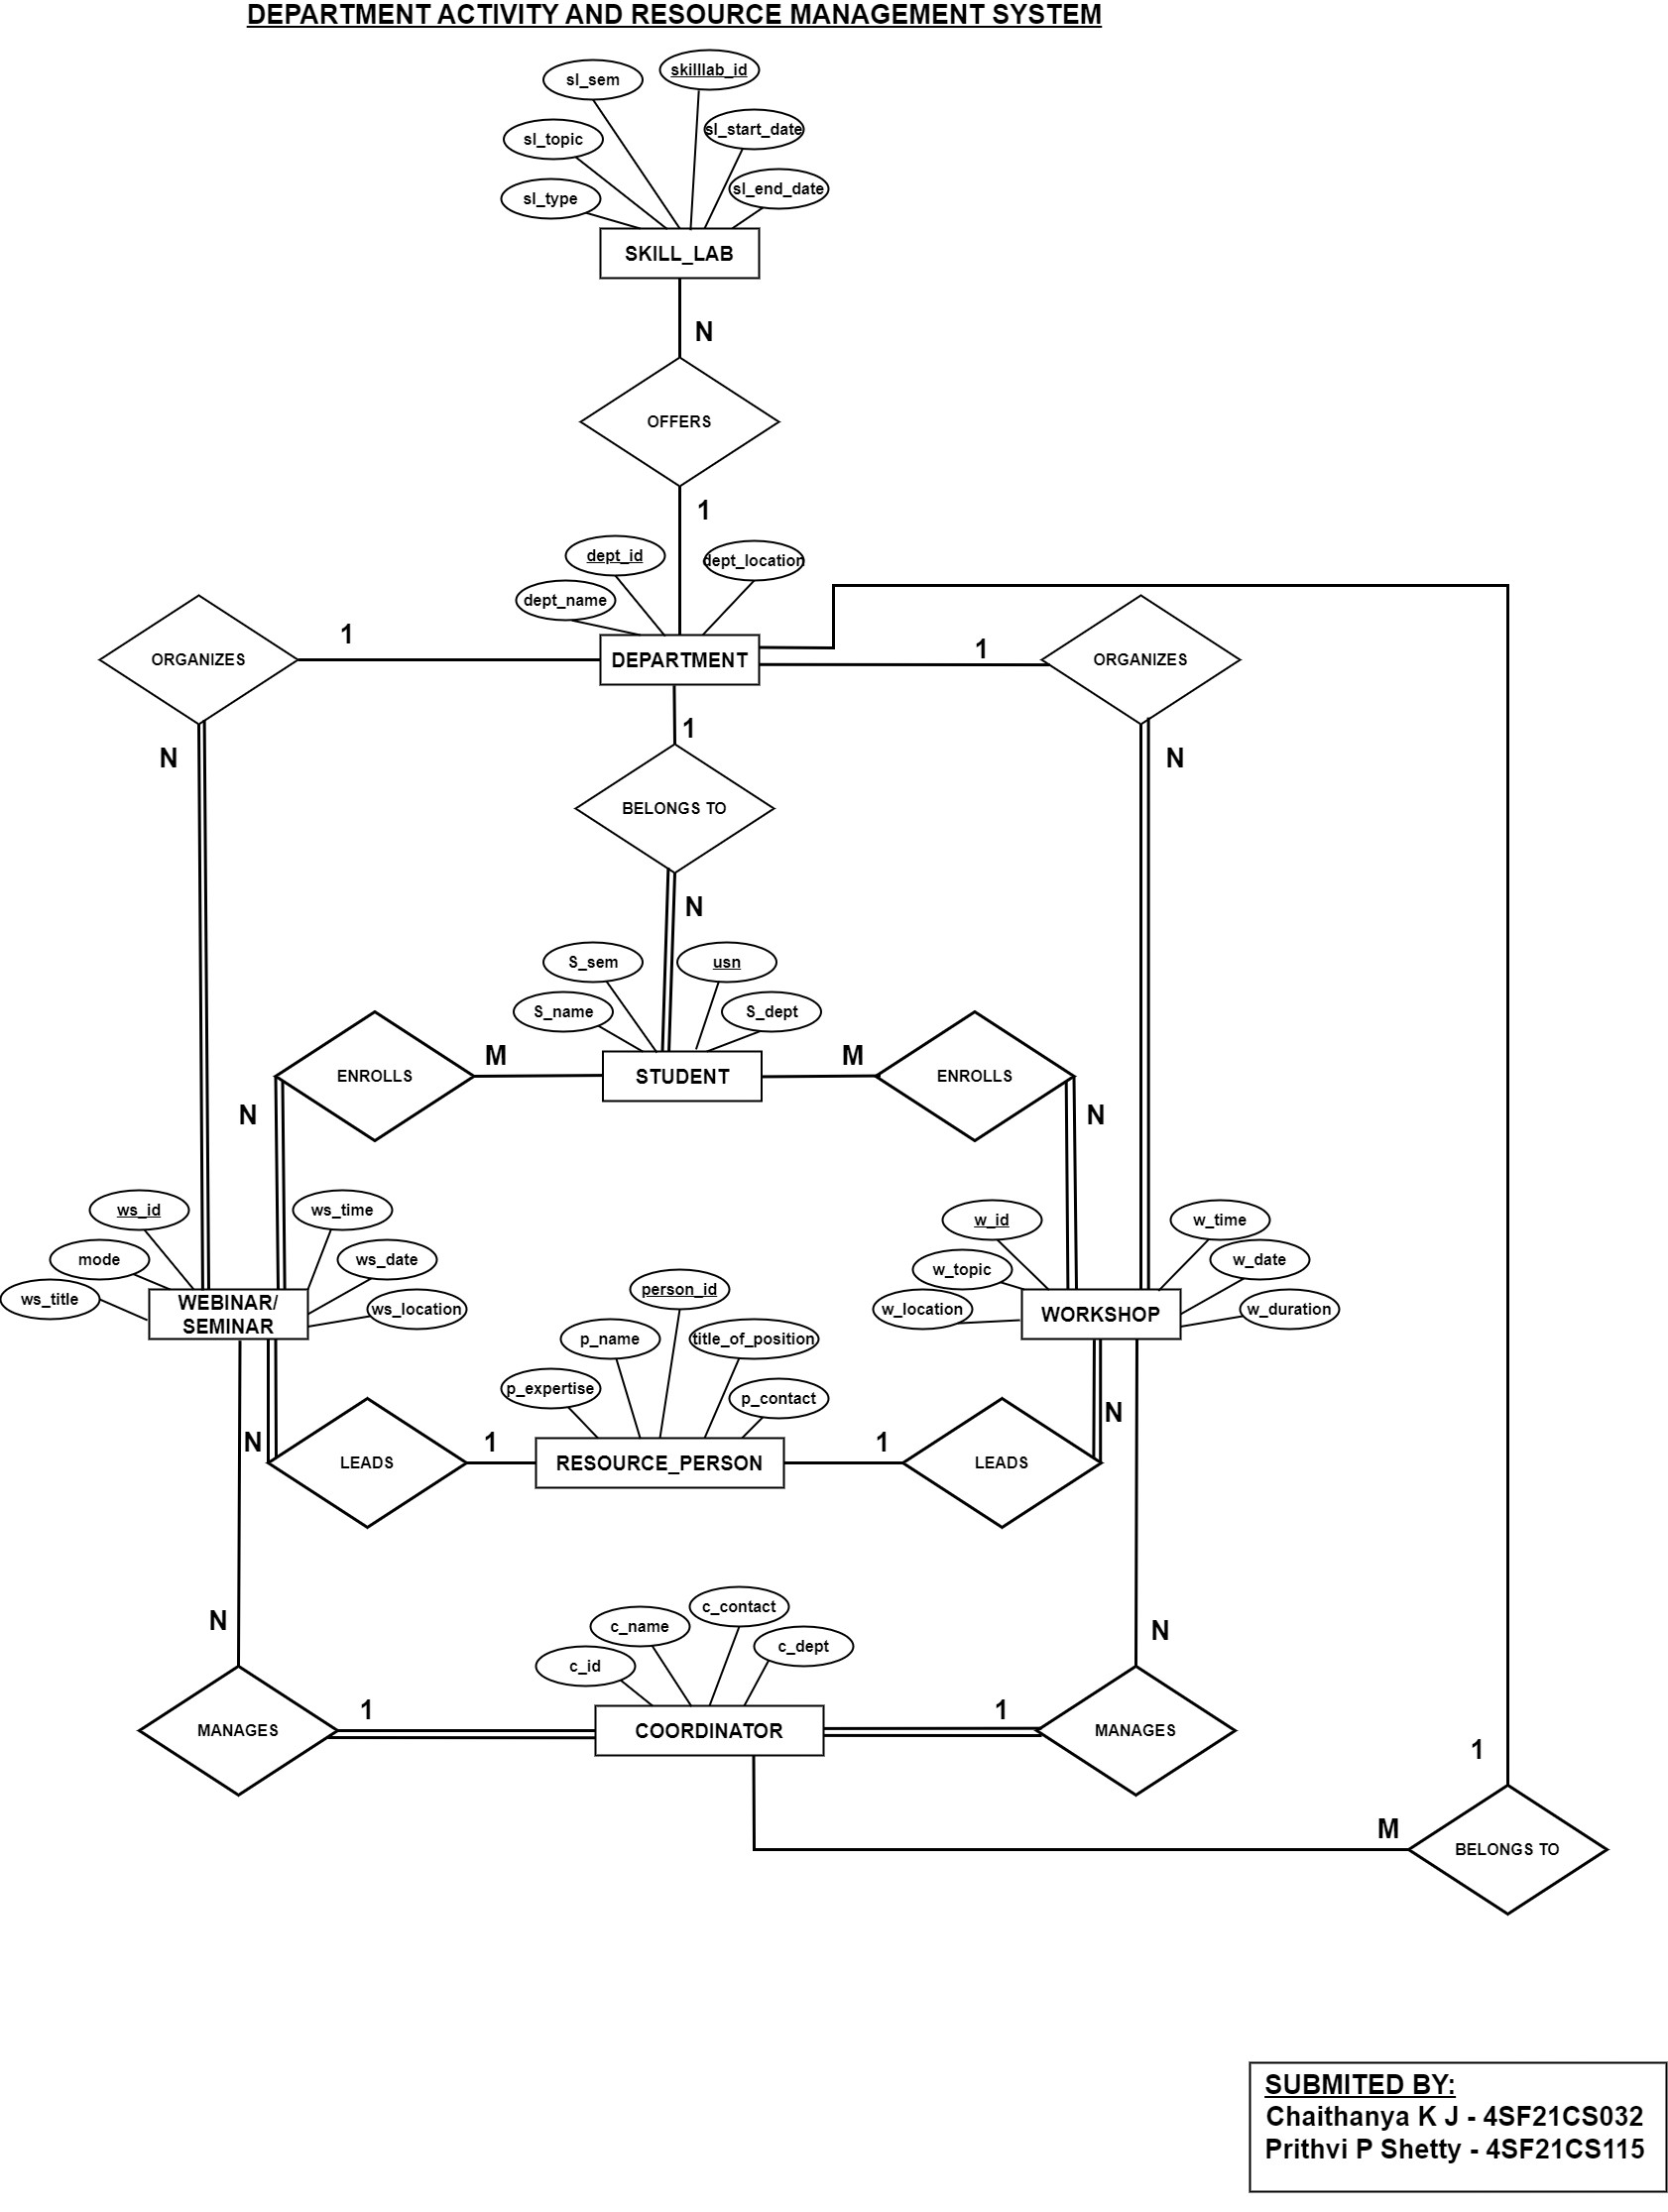 DEPARTMENT ACTIVITY AND RESOURCE MANAGEMENT SYSTEM
skilllab_id
sl_sem
sl_start_date
sl_topic
sl_end_date
sl_type
SKILL_LAB
N
OFFERS
1
dept_id
dept_location
dept_name
1
1
ORGANIZES
DEPARTMENT
ORGANIZES
1
N
N
BELONGS TO
N
S_sem
usn
S_name
S_dept
M
M
ENROLLS
STUDENT
ENROLLS
N
N
ws_id
ws_time
w_id
w_time
mode
ws_date
w_topic
w_date
ws_title
ws_location
w_location
w_duration
person_id
WEBINAR/
SEMINAR
WORKSHOP
p_name
title_of_position
p_expertise
p_contact
N
N
1
1
LEADS
RESOURCE_PERSON
LEADS
c_contact
N
c_name
N
c_dept
c_id
1
1
MANAGES
COORDINATOR
MANAGES
1
M
BELONGS TO
SUBMITED BY:
Chaithanya K J - 4SF21CS032
Prithvi P Shetty - 4SF21CS115